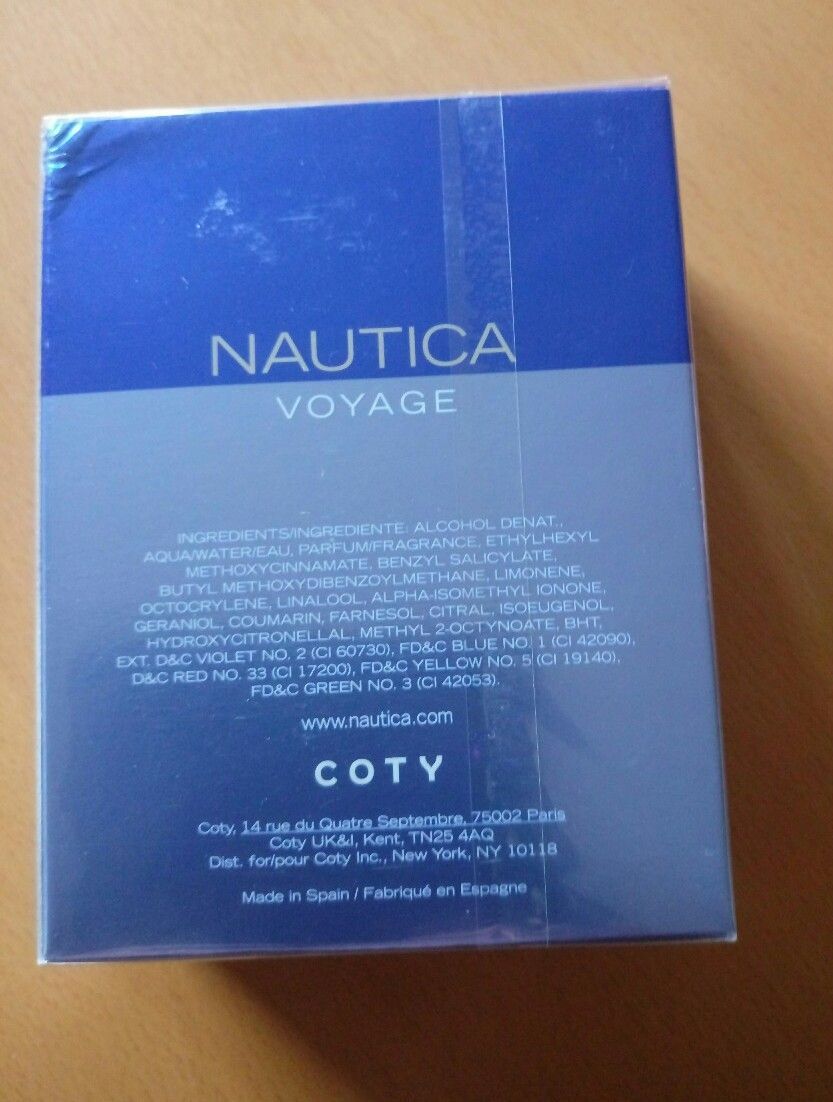 NAUTICA
VOYAGE
INGREDIENTS/INGREDIENTE: ALCOHOL DENAT.,
AQUA/WATER/EAU, PARFUM/FRAGRANCE, ETHYLHEXYL
METHOXYCINNAMATE, BENZYL SALICYLATE,
BUTYL METHOXYDIBENZOYLMETHANE, LIMONENE,
OCTOCRYLENE, LINALOOL, ALPHA-ISOMETHYL IONONE,
GERANIOL, COUMARIN, FARNESOL, CITRAL, ISOEUGENOL,
HYDROXYCITRONELLAL, METHYL 2-OCTYNOATE, BHT,
EXT. D&C VIOLET NO. 2 (CI 60730), FD&C BLUE NO. 1 (CI 42090),
D&C RED NO. 33 (CI 17200), FD&C YELLOW NO. 5 (CI 19140),
FD&C GREEN NO. 3 (CI 42053).
www.nautica.com
COTY
Coty, 14 rue du Quatre Septembre, 75002 Paris
Coty UK&I, Kent, TN25 4AQ
Dist. for/pour Coty Inc., New York, NY 10118
Made in Spain / Fabriqué en Espagne